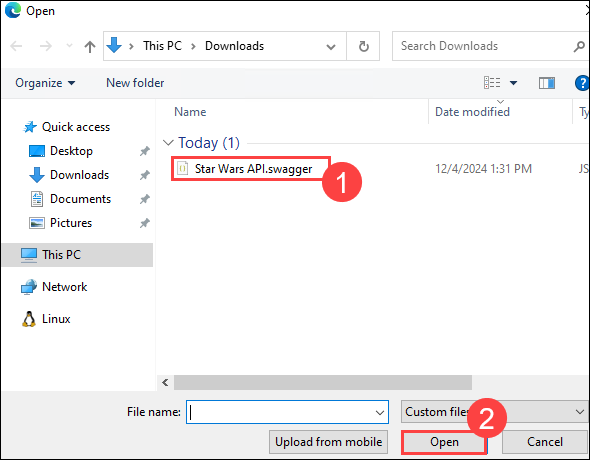 Open
This PC > Downloads
Search Downloads
Organize
New folder
Name
Date modified
Ty
Quick access
Desktop
Downloads
Documents
Pictures
This PC
Network
Linux
Today (1)
Star Wars API.swagger
1
12/4/2024 1:31 PM
JS
File name:
Custom files
2
Upload from mobile
Open
Cancel